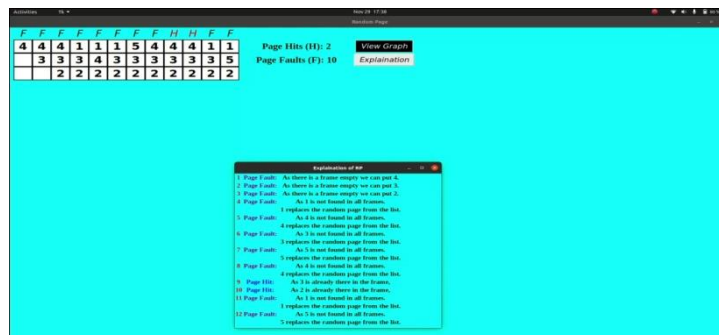 Activities Tk ▾ Nov 29 17:38
Random Page
F F F F F F F F H H F F
4 4 4 1 1 1 5 4 4 4 1 1
3 3 3 4 3 3 3 3 3 3 5
2 2 2 2 2 2 2 2 2 2
Page Hits (H): 2 View Graph
Page Faults (F): 10 Explaination
Explaination of RP
1 Page Fault: As there is a frame empty we can put 4.
2 Page Fault: As there is a frame empty we can put 3.
3 Page Fault: As there is a frame empty we can put 2.
4 Page Fault: As 1 is not found in all frames.
1 replaces the random page from the list.
5 Page Fault: As 4 is not found in all frames.
4 replaces the random page from the list.
6 Page Fault: As 3 is not found in all frames.
3 replaces the random page from the list.
7 Page Fault: As 5 is not found in all frames.
5 replaces the random page from the list.
8 Page Fault: As 4 is not found in all frames.
4 replaces the random page from the list.
9 Page Hit: As 3 is already there in the frame,
10 Page Hit: As 2 is already there in the frame,
11 Page Fault: As 1 is not found in all frames.
1 replaces the random page from the list.
12 Page Fault: As 5 is not found in all frames.
5 replaces the random page from the list.